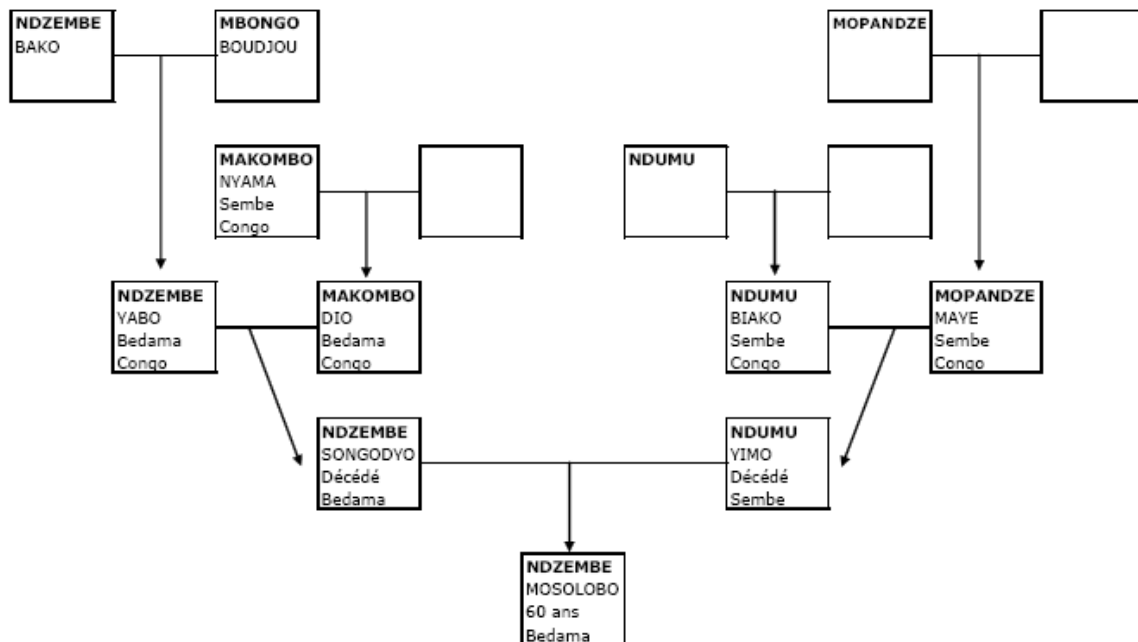 NDZEMBE
BAKO
MBONGO
BOUDJOU
MOPANDZE
MAKOMBO
NYAMA
Sembe
Congo
NDUMU
NDZEMBE
YABO
Bedama
Congo
MAKOMBO
DIO
Bedama
Congo
NDUMU
BIAKO
Sembe
Congo
MOPANDZE
MAYE
Sembe
Congo
NDZEMBE
SONGODYO
Décédé
Bedama
NDUMU
YIMO
Décédé
Sembe
NDZEMBE
MOSOLOBO
60 ans
Bedama